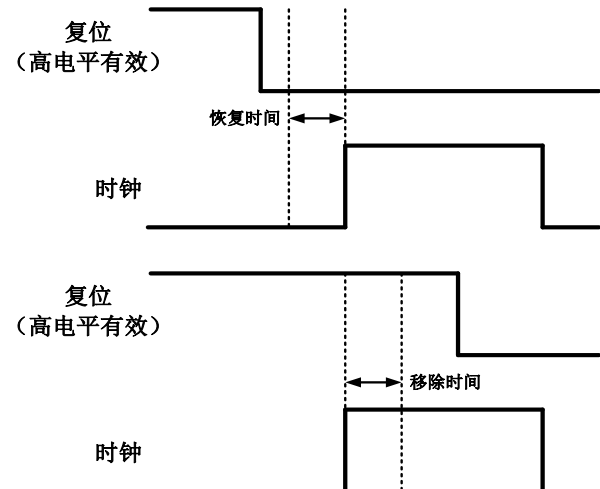 复位
（高电平有效）
恢复时间
时钟
复位
（高电平有效）
移除时间
时钟